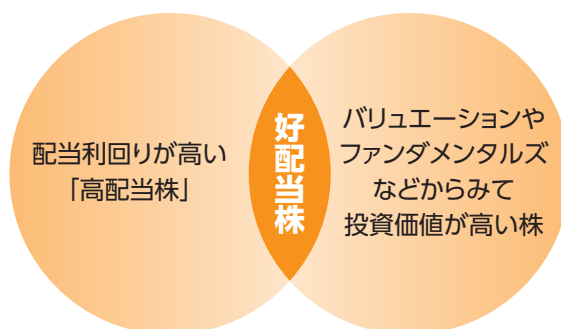 配当利回りが高い
「高配当株」
好配当株
バリュエーションや
ファンダメンタルズ
などからみて
投資価値が高い株